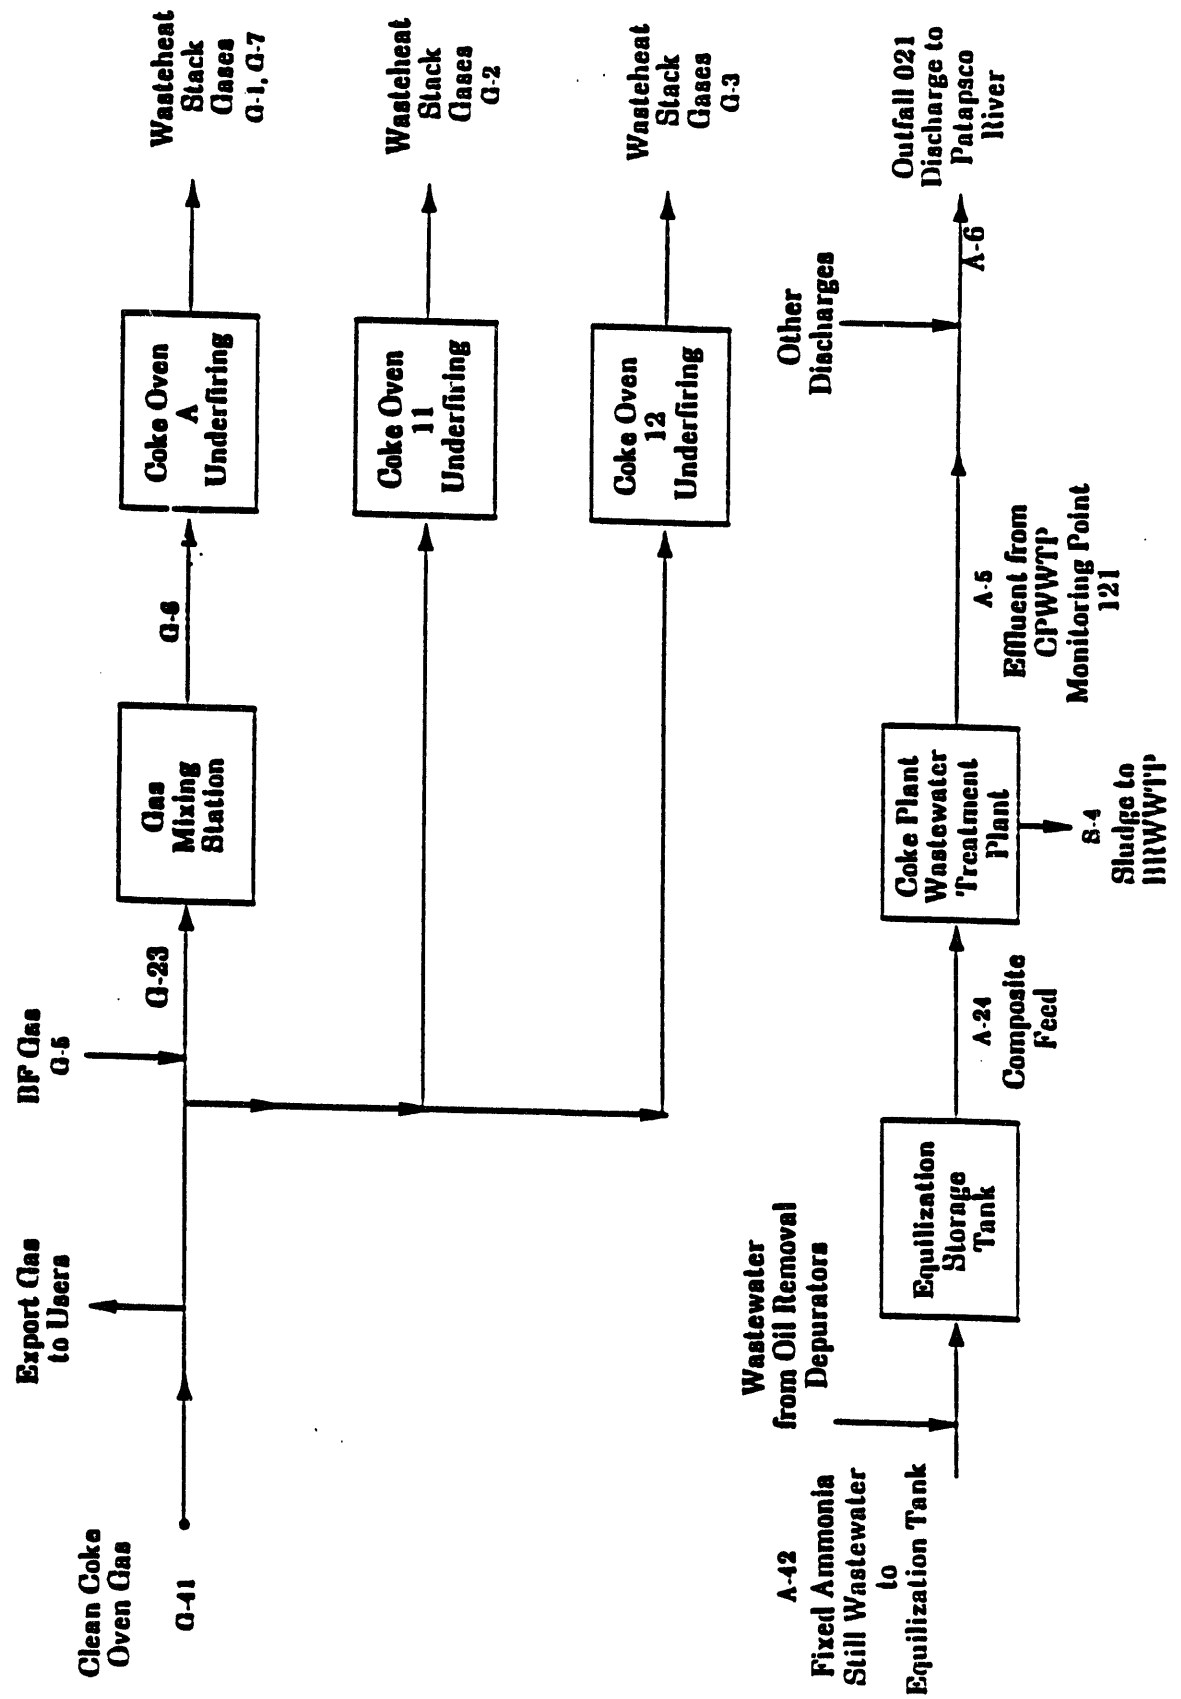 Clean Coke
Oven Gas
G-41
Export Gas
to Users
BF Gas
G-5
G-23
Gas
Mixing
Station
G-6
Coke Oven
A
Underfiring
Wasteheat
Stack
Gases
G-1, G-7
Coke Oven
11
Underfiring
Wasteheat
Stack
Gases
G-2
Coke Oven
12
Underfiring
Wasteheat
Stack
Gases
G-3
A-42
Fixed Ammonia
Still Wastewater
to
Equilization Tank
Wastewater
from Oil Removal
Depurators
Equilization
Storage
Tank
A-24
Composite
Feed
Coke Plant
Wastewater
Treatment
Plant
S-4
Sludge to
HRWWTP
A-5
Effluent from
CPWWTP
Monitoring Point
121
Other
Discharges
A-6
Outfall 021
Discharge to
Patapsco
River